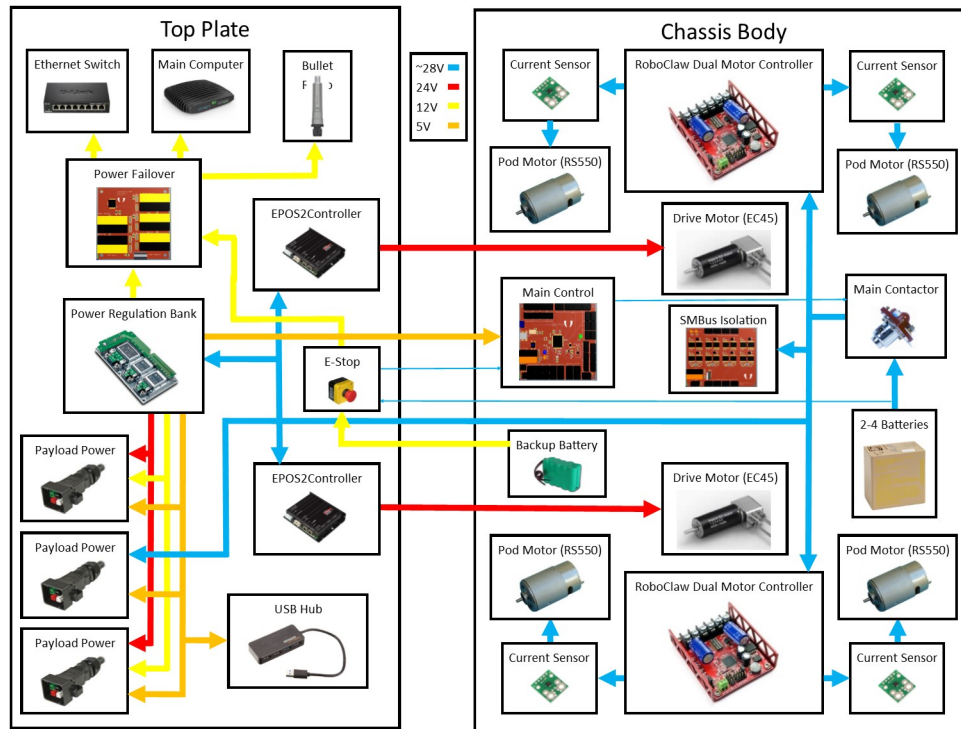 Top Plate
Chassis Body
Ethernet Switch
Main Computer
Bullet
~28V
24V
12V
5V
Current Sensor
RoboClaw Dual Motor Controller
Current Sensor
Power Failover
Pod Motor (RS550)
Pod Motor (RS550)
EPOS2Controller
Drive Motor (EC45)
Power Regulation Bank
Main Control
SMBus Isolation
Main Contactor
E-Stop
Payload Power
Backup Battery
2-4 Batteries
EPOS2Controller
Drive Motor (EC45)
Payload Power
Pod Motor (RS550)
RoboClaw Dual Motor Controller
Pod Motor (RS550)
USB Hub
Payload Power
Current Sensor
Current Sensor